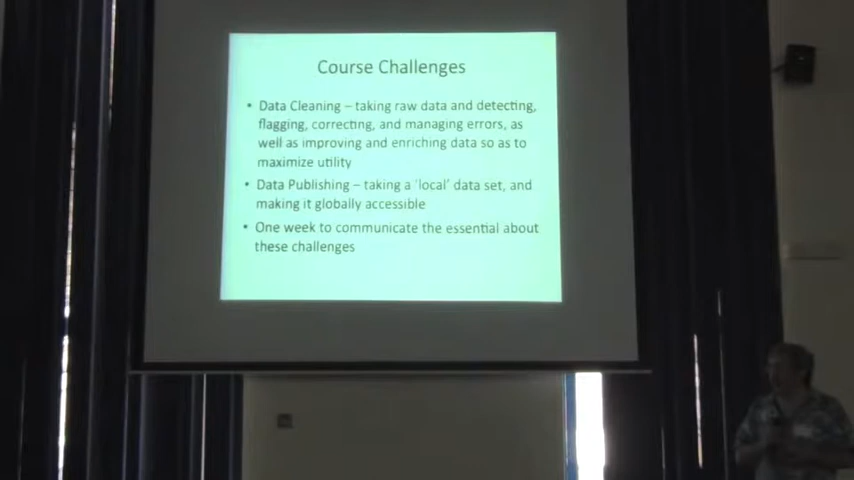 Course Challenges
• Data Cleaning – taking raw data and detecting,
flagging, correcting, and managing errors, as
well as improving and enriching data so as to
maximize utility
• Data Publishing – taking a 'local' data set, and
making it globally accessible
• One week to communicate the essential about
these challenges